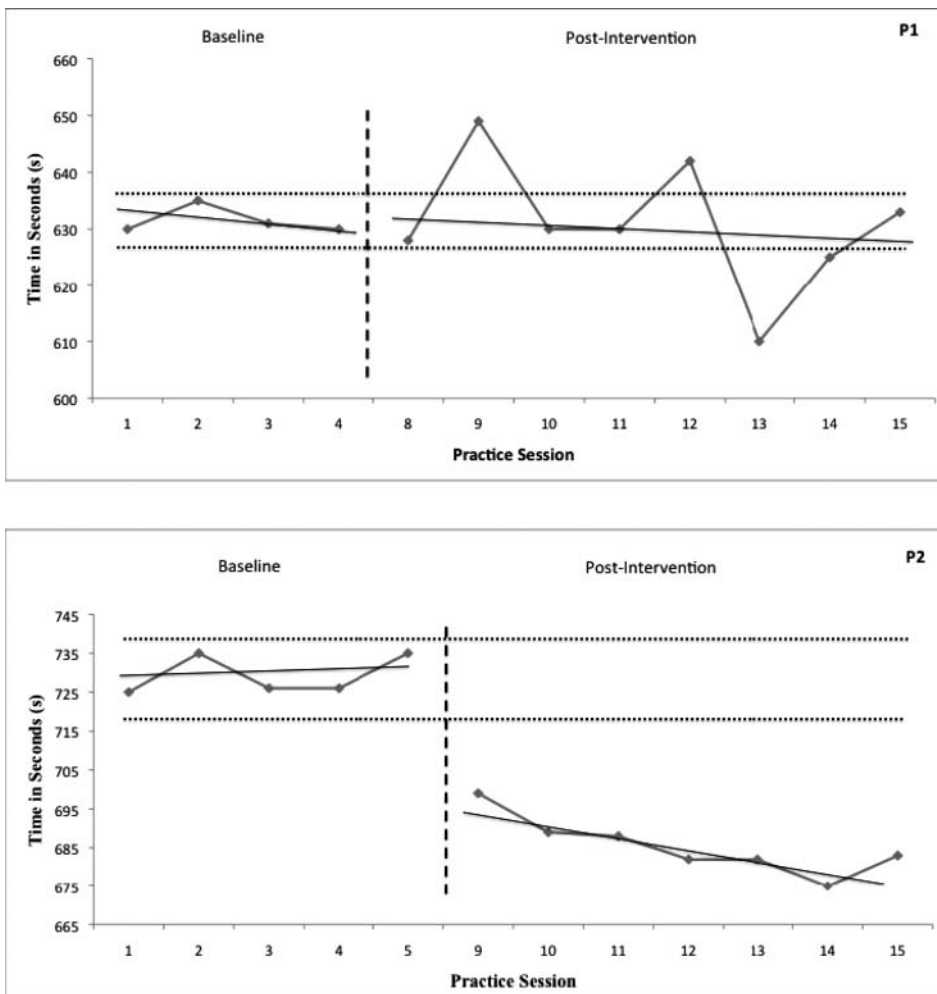 Baseline Post-Intervention P1
660
650
640
630
620
610
600
Time in Seconds (s)
1 2 3 4 8 9 10 11 12 13 14 15
Practice Session
Baseline Post-Intervention P2
745
735
725
715
705
695
685
675
665
Time in Seconds (s)
1 2 3 4 5 9 10 11 12 13 14 15
Practice Session